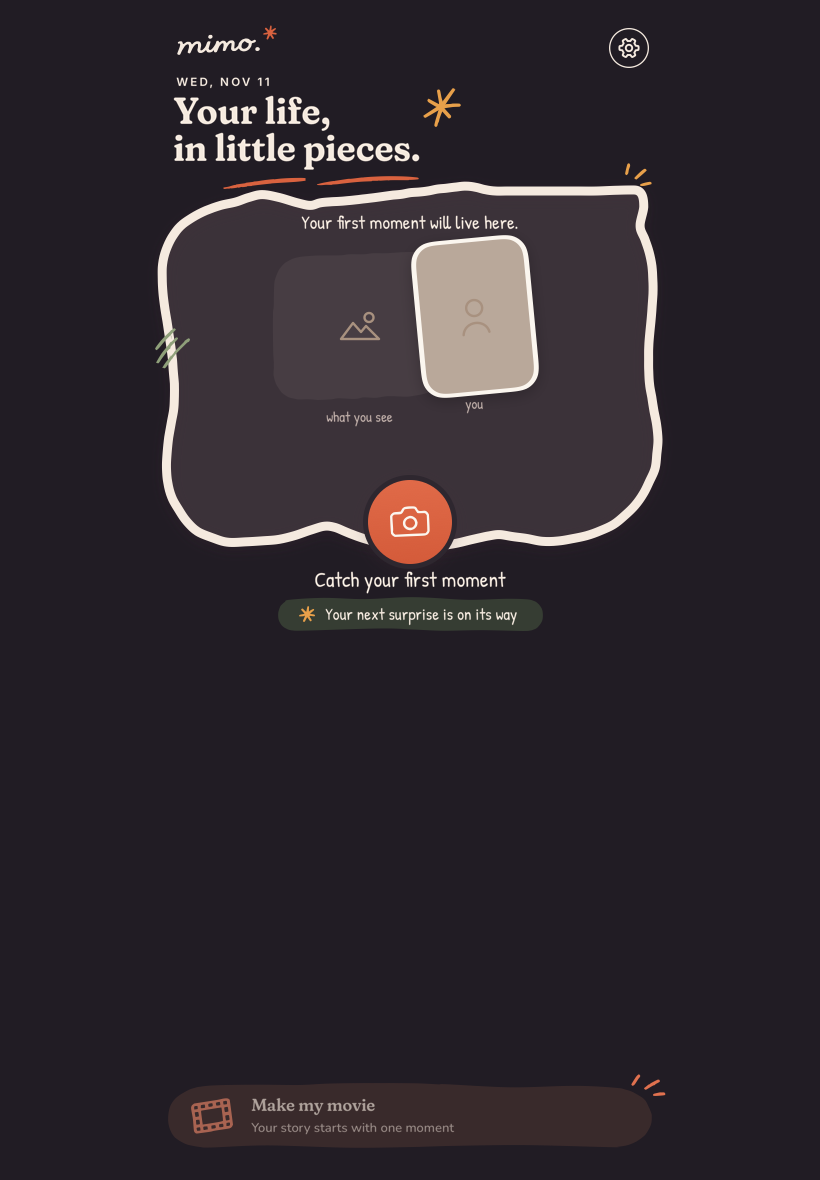 mimo.
WED, NOV 11
Your life,
in little pieces.
Your first moment will live here.
what you see
you
Catch your first moment
Your next surprise is on its way
Make my movie
Your story starts with one moment